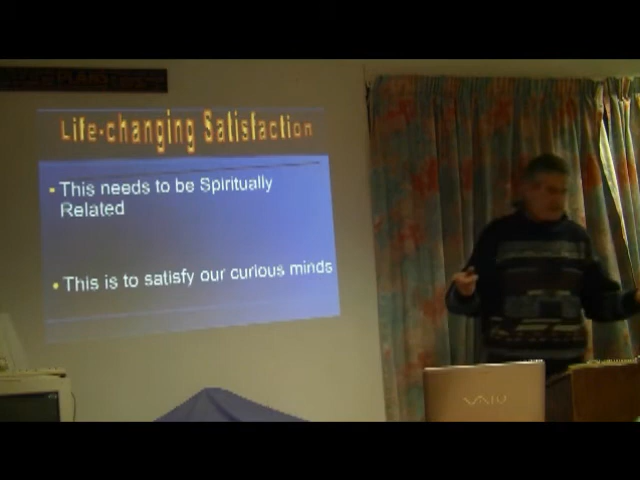 Life-changing Satisfaction
This needs to be Spiritually
Related
This is to satisfy our curious minds
VAIO